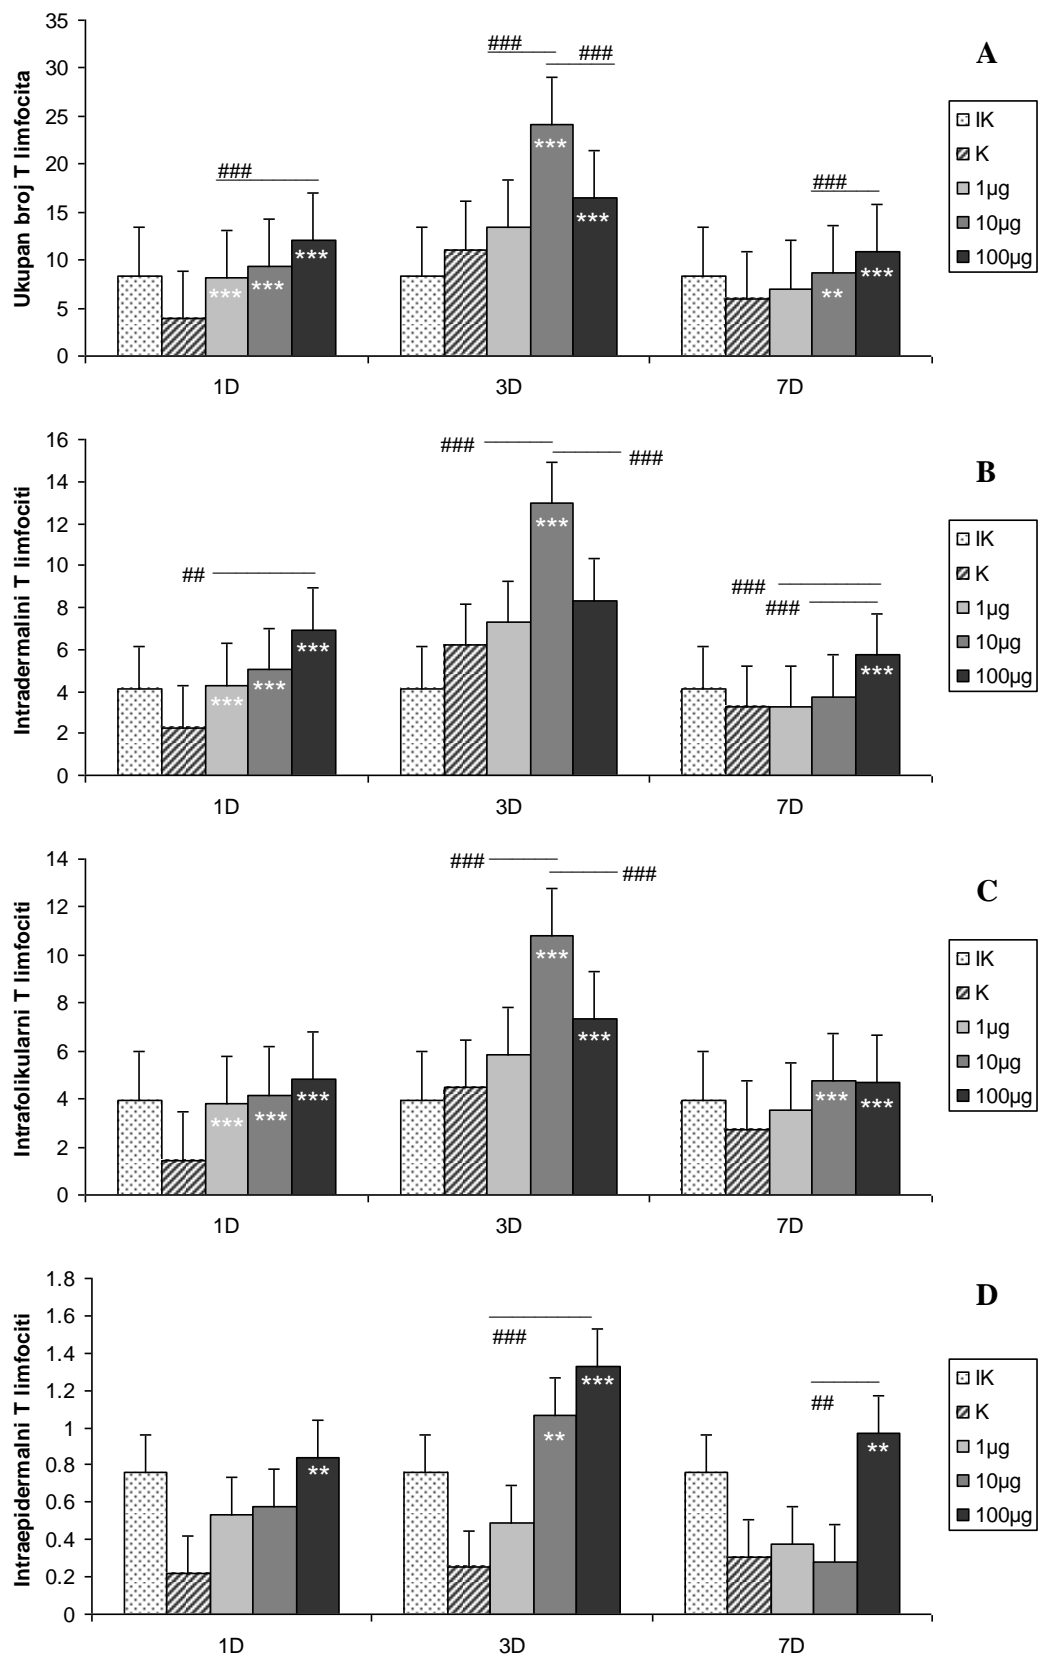 A
Ukupan broj T limfocita
35
30
25
20
15
10
5
0
###
###
###
###
***
***
***
***
***
**
***
1D
3D
7D
IK
K
1µg
10µg
100µg
B
Intradermalini T limfociti
16
14
12
10
8
6
4
2
0
##
###
###
###
###
***
***
***
***
***
1D
3D
7D
IK
K
1µg
10µg
100µg
C
Intrafolikularni T limfociti
14
12
10
8
6
4
2
0
###
###
***
***
***
***
***
***
***
1D
3D
7D
IK
K
1µg
10µg
100µg
D
Intraepidermalni T limfociti
1.8
1.6
1.4
1.2
1
0.8
0.6
0.4
0.2
0
###
##
**
**
***
**
1D
3D
7D
IK
K
1µg
10µg
100µg